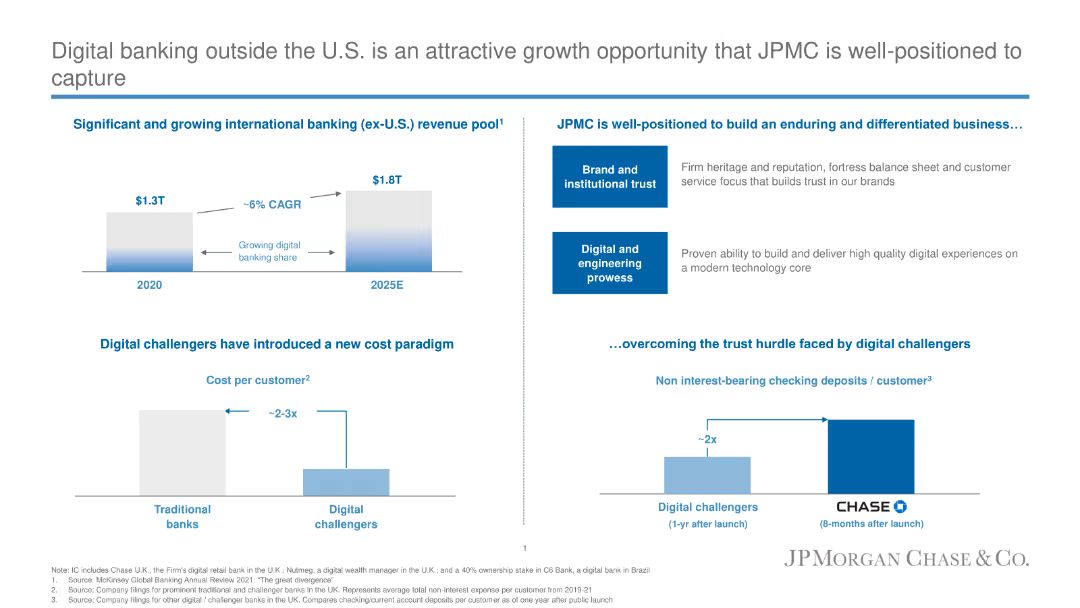 Digital banking outside the U.S. is an attractive growth opportunity that JPMC is well-positioned to
capture
Significant and growing international banking (ex-U.S.) revenue pool1
$1.3T
~6% CAGR
$1.8T
Growing digital
banking share
2020
2025E
Digital challengers have introduced a new cost paradigm
Cost per customer2
~2-3x
Traditional
banks
Digital
challengers
JPMC is well-positioned to build an enduring and differentiated business…
Brand and
institutional trust
Firm heritage and reputation, fortress balance sheet and customer
service focus that builds trust in our brands
Digital and
engineering
prowess
Proven ability to build and deliver high quality digital experiences on
a modern technology core
…overcoming the trust hurdle faced by digital challengers
Non interest-bearing checking deposits / customer3
~2x
Digital challengers
(1-yr after launch)
CHASE
(8-months after launch)
1
JPMORGAN CHASE & CO.
Note: IC includes Chase U.K., the Firm's digital retail bank in the U.K.; Nutmeg, a digital wealth manager in the U.K.; and a 40% ownership stake in C6 Bank, a digital bank in Brazil
1. Source: McKinsey Global Banking Annual Review 2021: "The great divergence"
2. Source: Company filings for prominent traditional and challenger banks in the UK. Represents average total non-interest expense per customer from 2019-21
3. Source: Company filings for other digital / challenger banks in the UK. Compares checking/current account deposits per customer as of one year after public launch